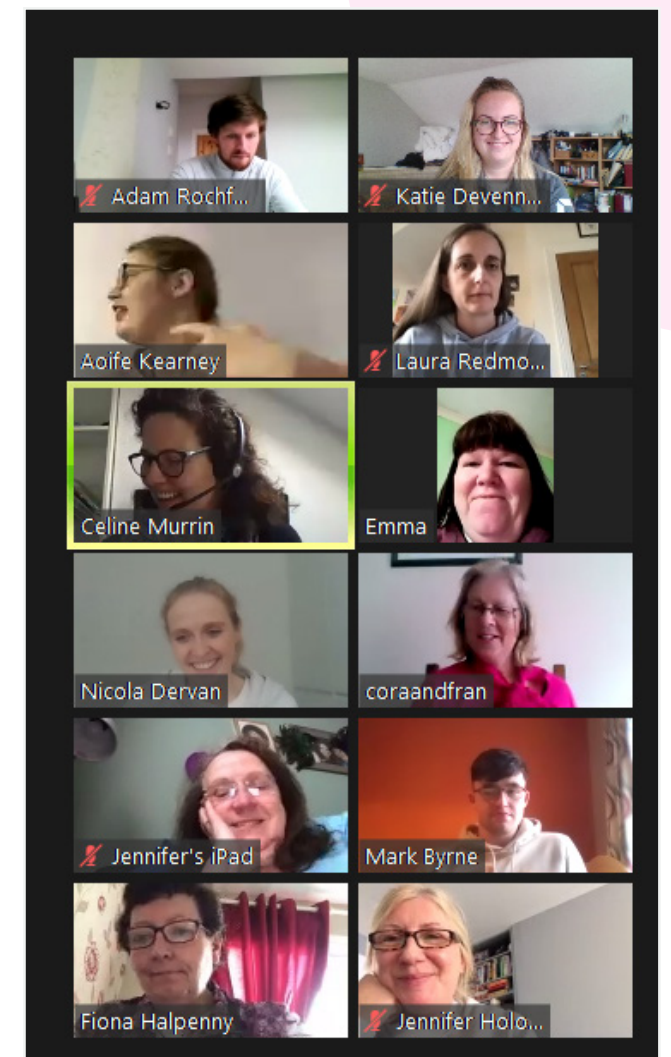 Adam Rochf...
Katie Devenn...
Aoife Kearney
Laura Redmo...
Celine Murrin
Emma
Nicola Dervan
coraandfran
Jennifer's iPad
Mark Byrne
Fiona Halpenny
Jennifer Holo...